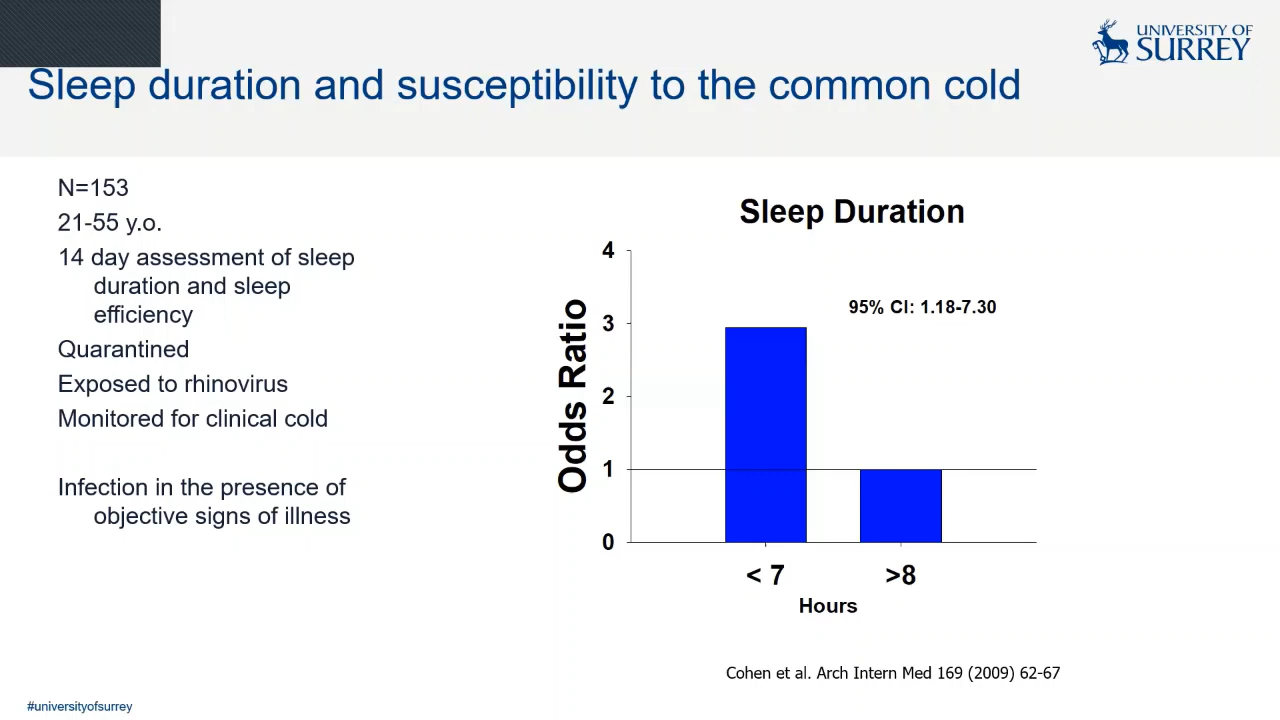 UNIVERSITY OF
SURREY
Sleep duration and susceptibility to the common cold
N=153
21-55 y.o.
14 day assessment of sleep
duration and sleep
efficiency
Quarantined
Exposed to rhinovirus
Monitored for clinical cold
Infection in the presence of
objective signs of illness
Sleep Duration
Odds Ratio
4
3
2
1
0
95% CI: 1.18-7.30
< 7
>8
Hours
Cohen et al. Arch Intern Med 169 (2009) 62-67
#universityofsurrey